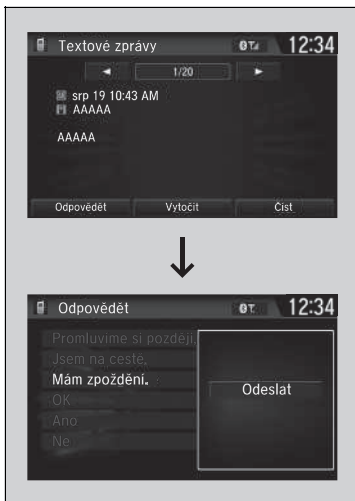 Textové zprávy 12:34
◄ 1/20 ►
srp 19 10:43 AM
AAAAA
AAAAA
Odpovědět Vytočit Číst
Odpovědět 12:34
Promluvíme si později.
Jsem na cestě.
Mám zpoždění.
OK
Ano
Ne
Odeslat